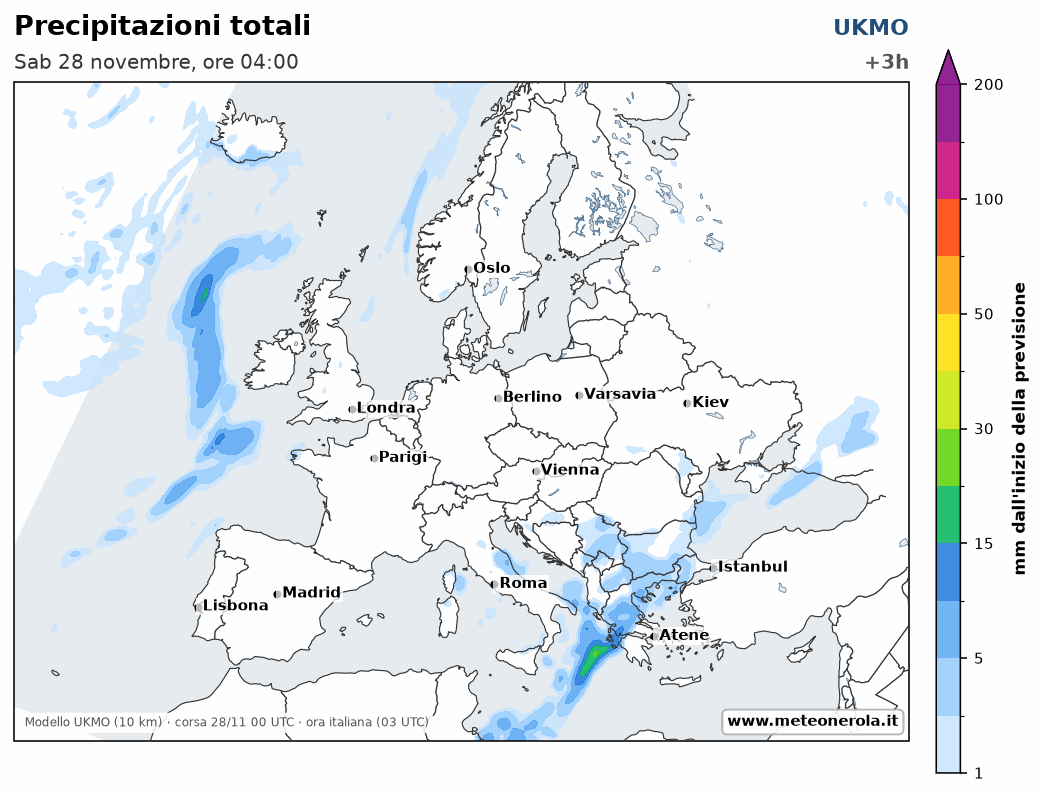 Precipitazioni totali
UKMO
Sab 28 novembre, ore 04:00
+3h
200
100
50
30
15
5
1
mm dall'inizio della previsione
Oslo
Londra
Berlino
Varsavia
Kiev
Parigi
Vienna
Roma
Istanbul
Madrid
Lisbona
Atene
Modello UKMO (10 km) · corsa 28/11 00 UTC · ora italiana (03 UTC)
www.meteonerola.it